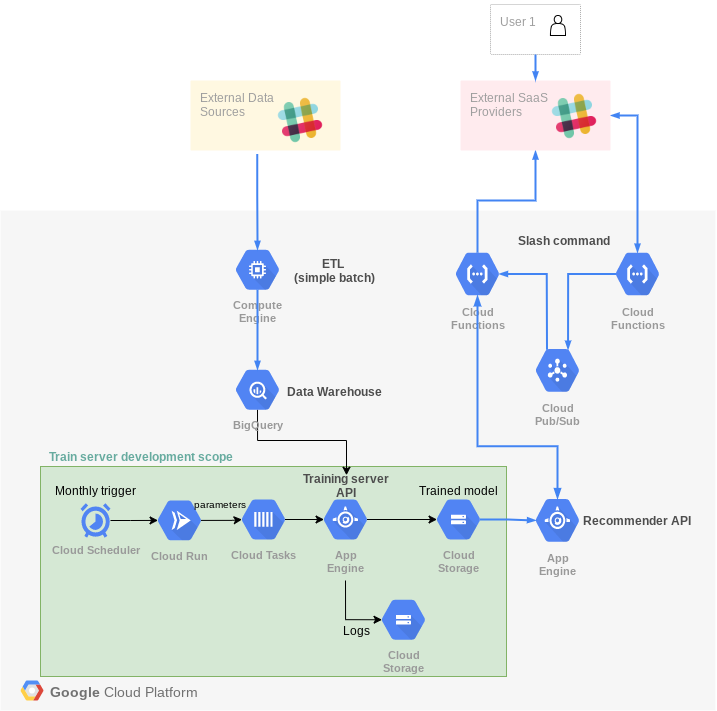 User 1
External Data
Sources
External SaaS
Providers
Slash command
ETL
(simple batch)
Compute
Engine
Cloud
Functions
Cloud
Functions
Data Warehouse
BigQuery
Cloud
Pub/Sub
Train server development scope
Training server
API
Monthly trigger
parameters
Trained model
Cloud Scheduler
Cloud Run
Cloud Tasks
App
Engine
Cloud
Storage
Recommender API
App
Engine
Logs
Cloud
Storage
Google Cloud Platform